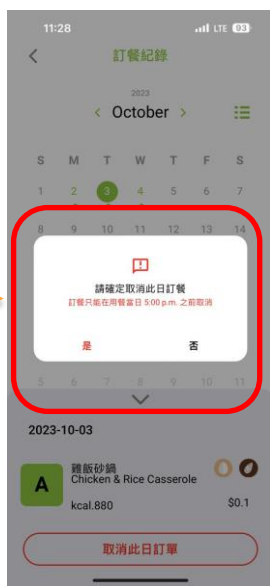 11:28 LTE 93
訂餐紀錄
2023
< October >
S M T W T F S
1 2 3 4 5 6 7
8 9 10 11 12 13 14
請確定取消此日訂餐
訂餐只能在用餐當日 5:00 p.m. 之前取消
是 否
5 6 7 8 9 10 11
2023-10-03
A
雞飯砂鍋
Chicken & Rice Casserole
kcal.880 $0.1
取消此日訂單